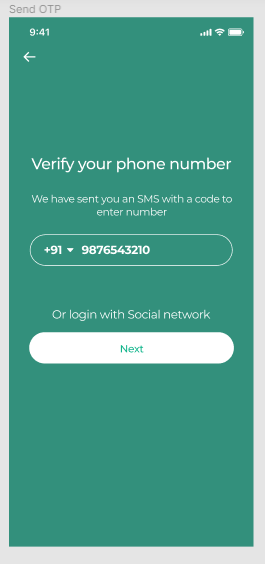 Send OTP
9:41
Verify your phone number
We have sent you an SMS with a code to
enter number
+91 9876543210
Or login with Social network
Next